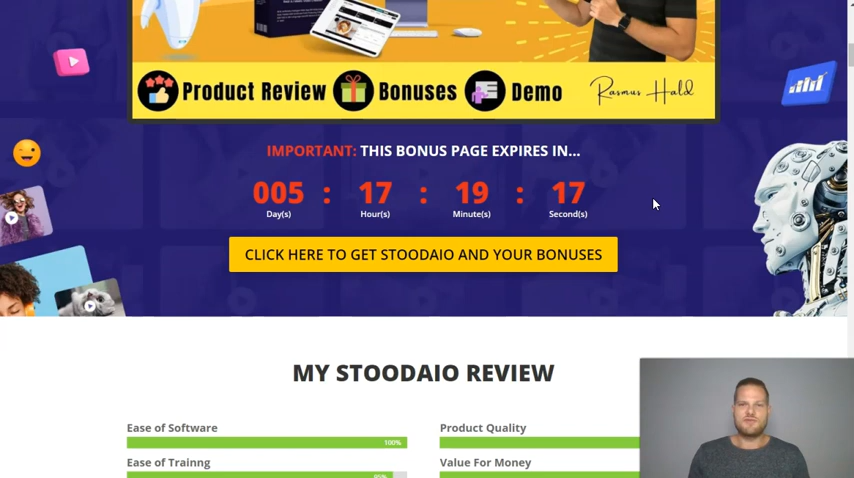 Product Review Bonuses Demo Rasmus Hald
IMPORTANT: THIS BONUS PAGE EXPIRES IN...
005 : 17 : 19 : 17
Day(s) Hour(s) Minute(s) Second(s)
CLICK HERE TO GET STOODAIO AND YOUR BONUSES
MY STOODAIO REVIEW
Ease of Software Product Quality
100%
Ease of Trainng Value For Money